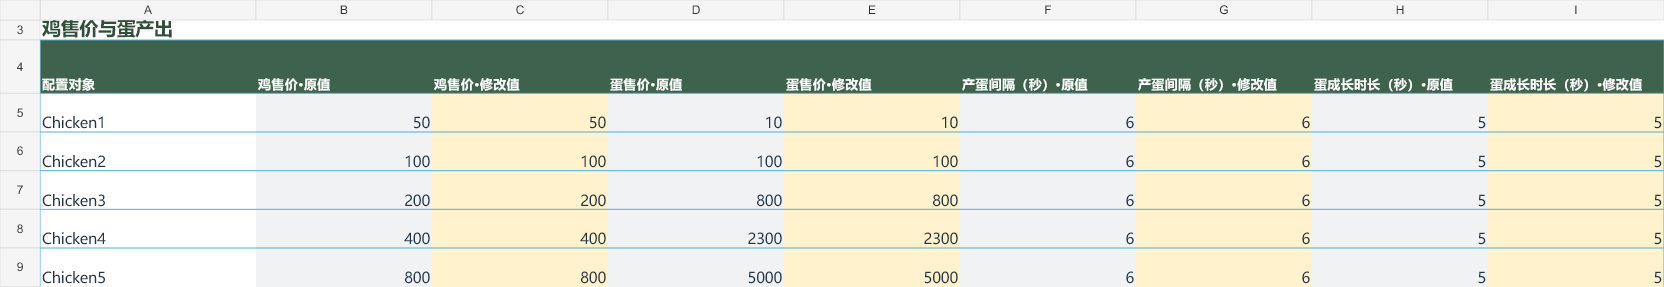 A B C D E F G H I
3 鸡售价与蛋产出
4 配置对象 鸡售价·原值 鸡售价·修改值 蛋售价·原值 蛋售价·修改值 产蛋间隔（秒）·原值 产蛋间隔（秒）·修改值 蛋成长时长（秒）·原值 蛋成长时长（秒）·修改值
5 Chicken1 50 50 10 10 6 6 5 5
6 Chicken2 100 100 100 100 6 6 5 5
7 Chicken3 200 200 800 800 6 6 5 5
8 Chicken4 400 400 2300 2300 6 6 5 5
9 Chicken5 800 800 5000 5000 6 6 5 5